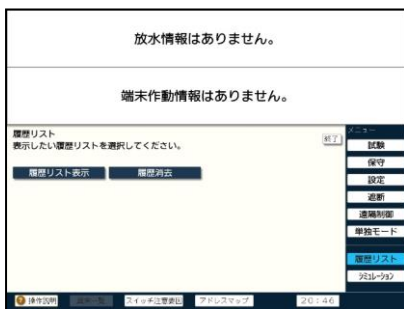 放水情報はありません。
端末作動情報はありません。
履歴リスト
表示したい履歴リストを選択してください。
終了
履歴リスト表示
履歴消去
メニュー
試験
保守
設定
遮断
遠隔制御
単独モード
履歴リスト
ｼﾐｭﾚｰｼｮﾝ
操作説明
スイッチ注意要因
アドレスマップ
20:46